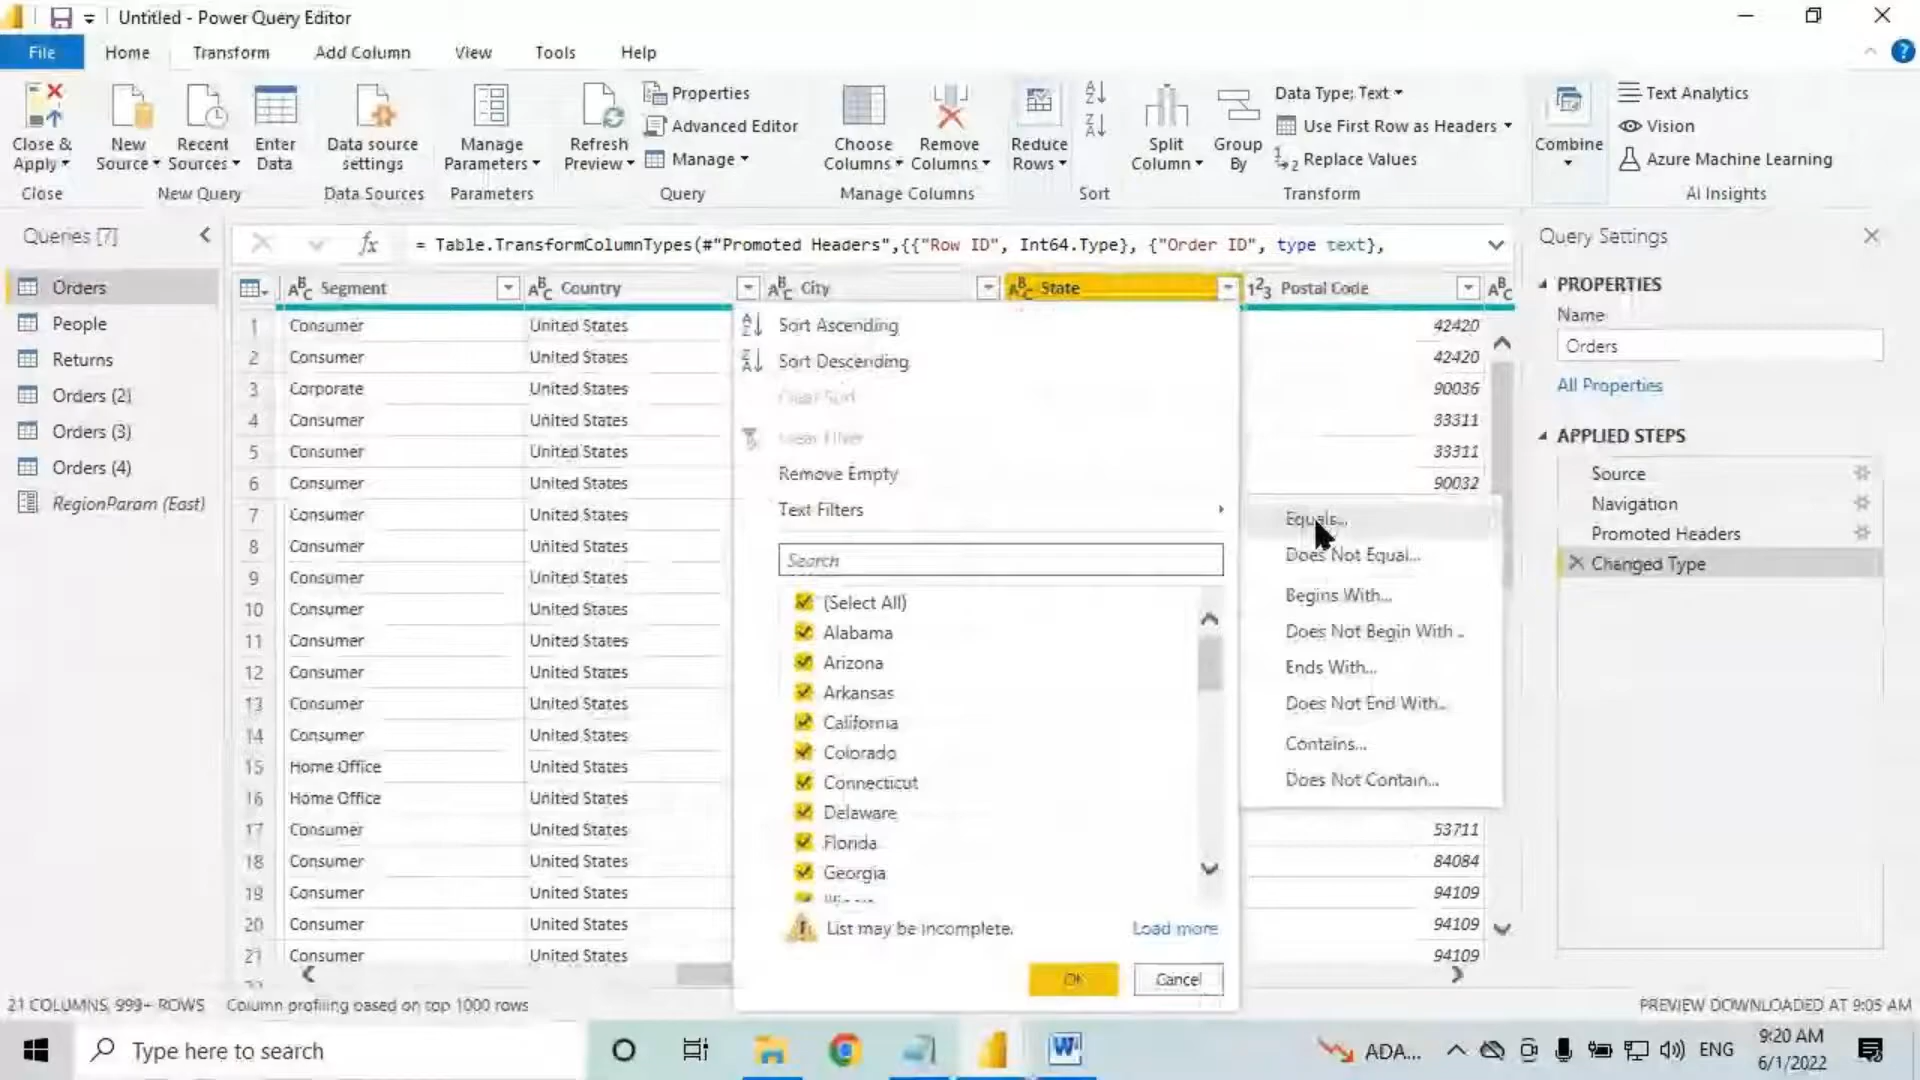 Untitled - Power Query Editor
File Home Transform Add Column View Tools Help
Close & Apply
New Source
Recent Sources
Enter Data
Data source settings
Manage Parameters
Refresh Preview
Properties
Advanced Editor
Manage
Choose Columns
Remove Columns
Reduce Rows
Split Column
Group By
Data Type: Text
Use First Row as Headers
Replace Values
Combine
Text Analytics
Vision
Azure Machine Learning
Close New Query Data Sources Parameters Query Manage Columns Sort Transform AI Insights
Queries [7]
Orders
People
Returns
Orders (2)
Orders (3)
Orders (4)
RegionParam (East)
= Table.TransformColumnTypes(#"Promoted Headers",{{"Row ID", Int64.Type}, {"Order ID", type text},
Segment Country City State Postal Code
1 Consumer United States 42420
2 Consumer United States 42420
3 Corporate United States 90036
4 Consumer United States 33311
5 Consumer United States 33311
6 Consumer United States 90032
7 Consumer United States
8 Consumer United States
9 Consumer United States
10 Consumer United States
11 Consumer United States
12 Consumer United States
13 Consumer United States
14 Consumer United States
15 Home Office United States
16 Home Office United States
17 Consumer United States 53711
18 Consumer United States 84084
19 Consumer United States 94109
20 Consumer United States 94109
21 Consumer United States 94109
Sort Ascending
Sort Descending
Clear Sort
Clear Filter
Remove Empty
Text Filters
Search
(Select All)
Alabama
Arizona
Arkansas
California
Colorado
Connecticut
Delaware
Florida
Georgia
List may be incomplete. Load more
OK Cancel
Equals...
Does Not Equal...
Begins With...
Does Not Begin With...
Ends With...
Does Not End With...
Contains...
Does Not Contain...
Query Settings
PROPERTIES
Name
Orders
All Properties
APPLIED STEPS
Source
Navigation
Promoted Headers
Changed Type
21 COLUMNS, 999+ ROWS Column profiling based on top 1000 rows PREVIEW DOWNLOADED AT 9:05 AM
Type here to search
ADA...
ENG
9:20 AM
6/1/2022